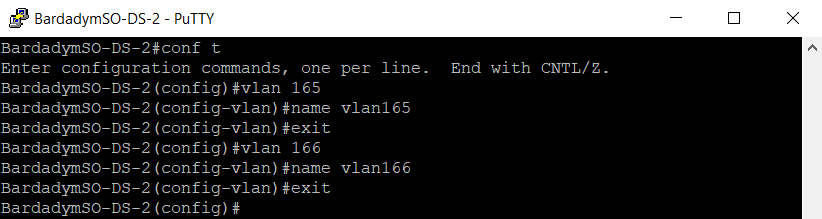 BardadymSO-DS-2 - PuTTY
BardadymSO-DS-2#conf t
Enter configuration commands, one per line.  End with CNTL/Z.
BardadymSO-DS-2(config)#vlan 165
BardadymSO-DS-2(config-vlan)#name vlan165
BardadymSO-DS-2(config-vlan)#exit
BardadymSO-DS-2(config)#vlan 166
BardadymSO-DS-2(config-vlan)#name vlan166
BardadymSO-DS-2(config-vlan)#exit
BardadymSO-DS-2(config)#